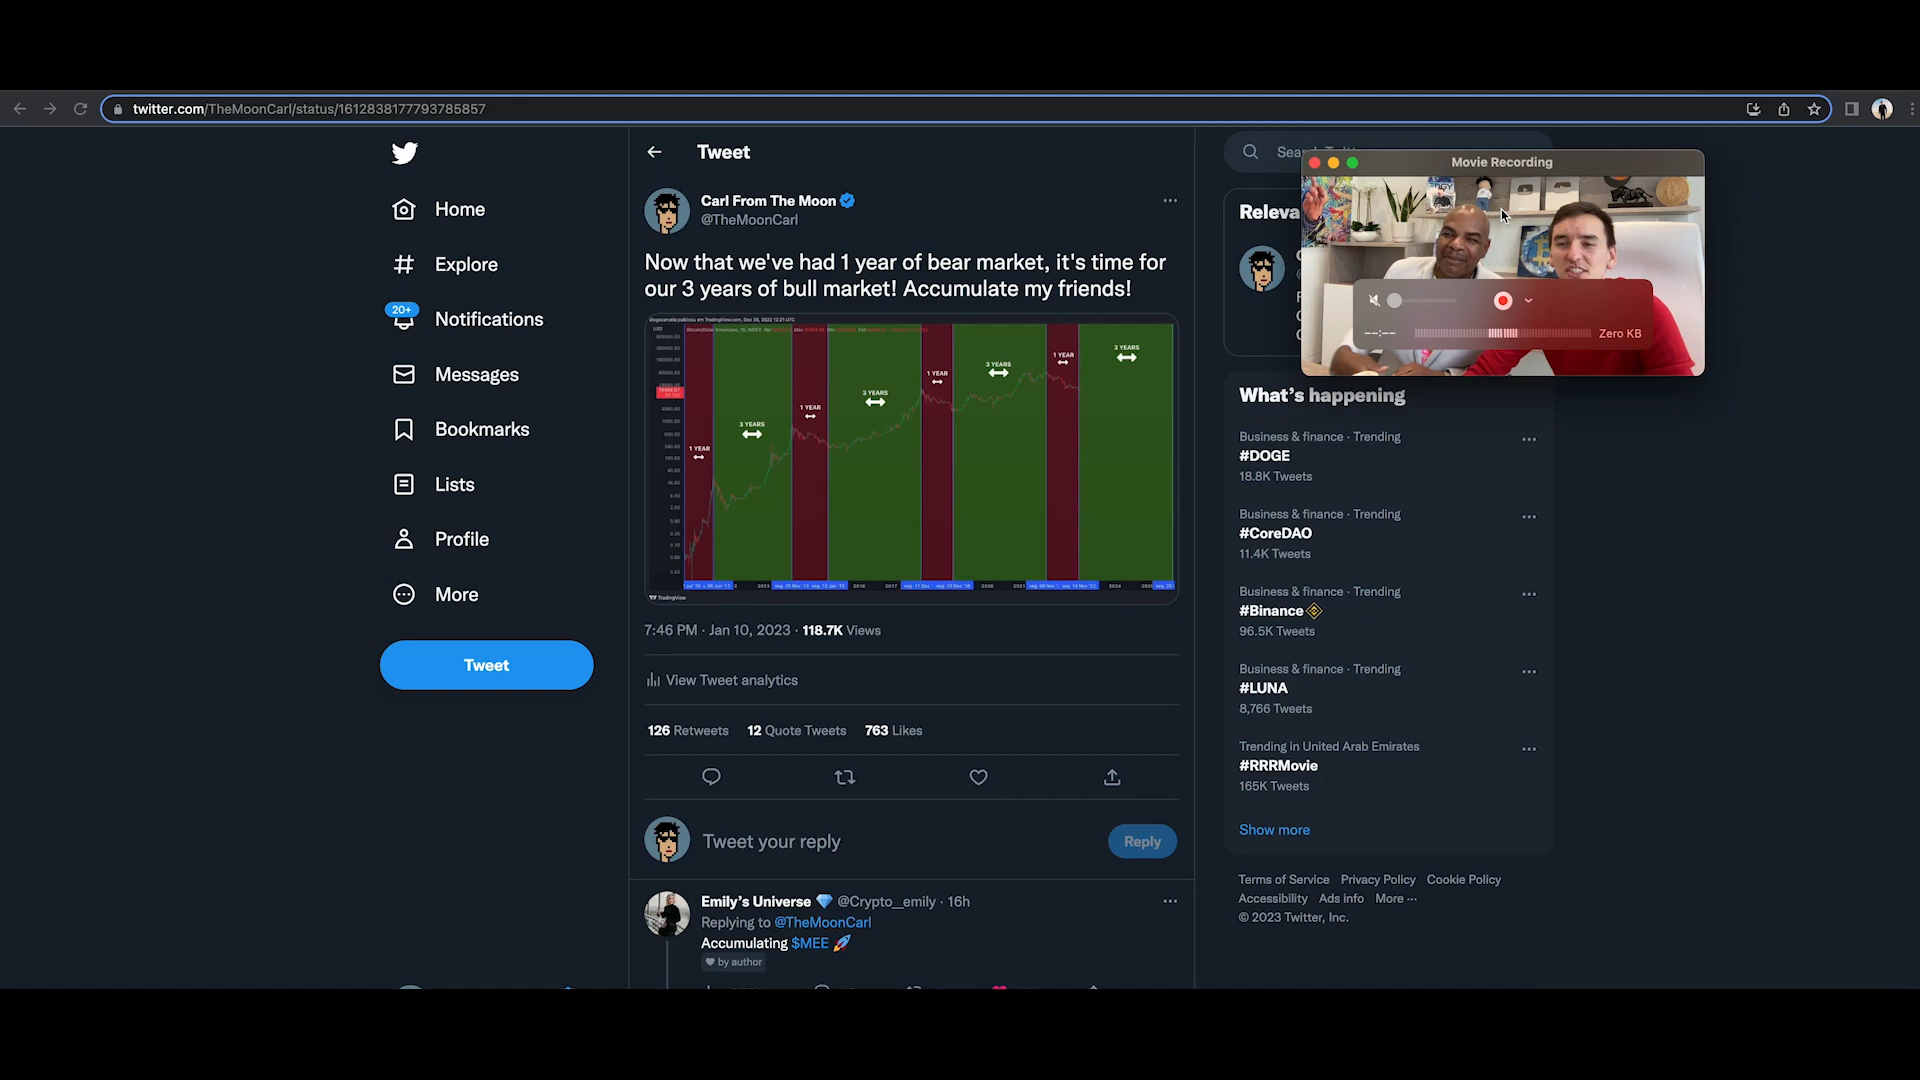 twitter.com/TheMoonCarl/status/1612838177793785857
Home
Explore
20+
Notifications
Messages
Bookmarks
Lists
Profile
More
Tweet
Tweet
Carl From The Moon
@TheMoonCarl
Now that we've had 1 year of bear market, it's time for
our 3 years of bull market! Accumulate my friends!
USD
1 YEAR
3 YEARS
1 YEAR
3 YEARS
1 YEAR
3 YEARS
1 YEAR
3 YEARS
TradingView
7:46 PM · Jan 10, 2023 · 118.7K Views
View Tweet analytics
126 Retweets 12 Quote Tweets 763 Likes
Tweet your reply
Reply
Emily's Universe 💎 @Crypto__emily · 16h
Replying to @TheMoonCarl
Accumulating $MEE 🚀
by author
Movie Recording
--:--
Zero KB
What's happening
Business & finance · Trending
#DOGE
18.8K Tweets
Business & finance · Trending
#CoreDAO
11.4K Tweets
Business & finance · Trending
#Binance
96.5K Tweets
Business & finance · Trending
#LUNA
8,766 Tweets
Trending in United Arab Emirates
#RRRMovie
165K Tweets
Show more
Terms of Service Privacy Policy Cookie Policy
Accessibility Ads info More ···
© 2023 Twitter, Inc.